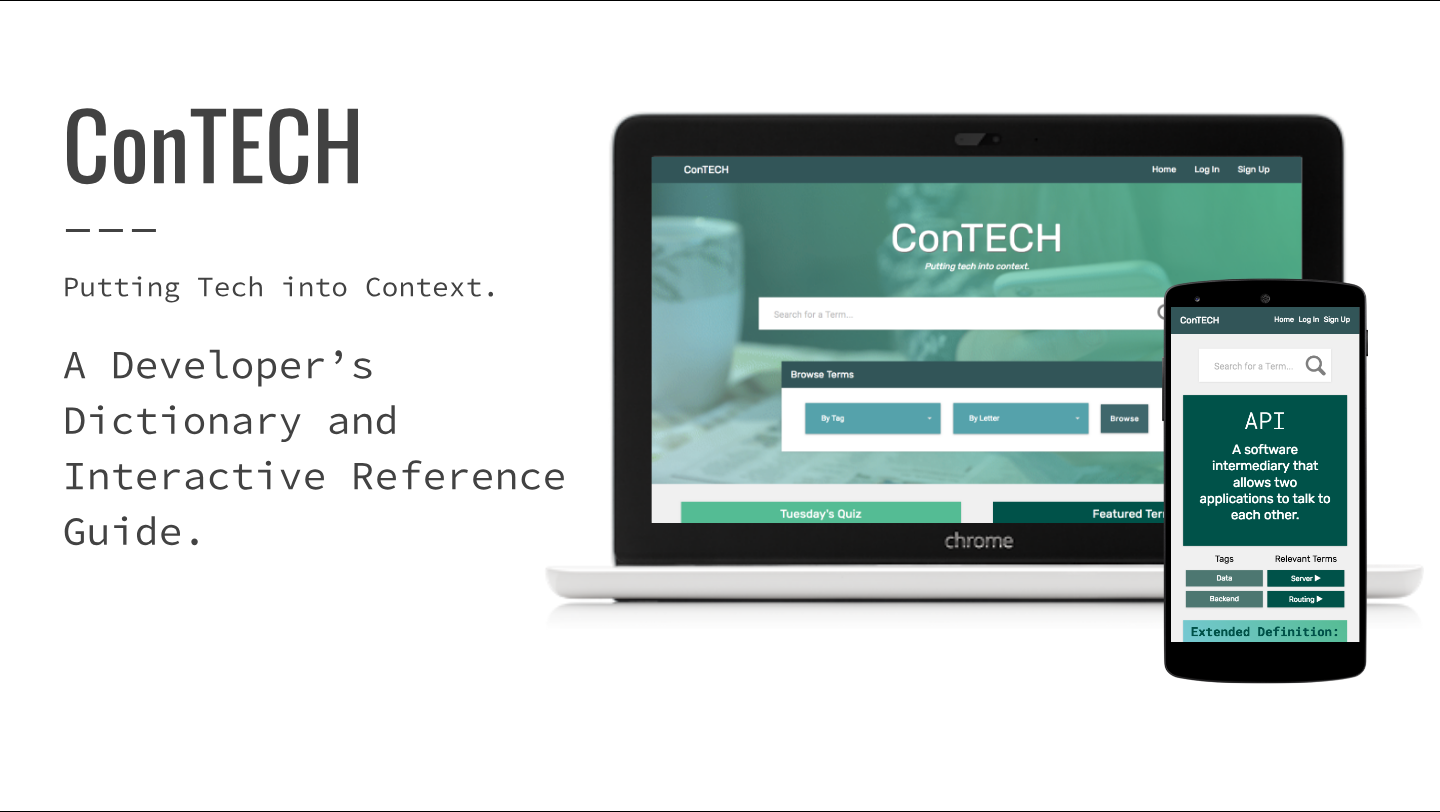 ConTECH
Putting Tech into Context.
A Developer’s
Dictionary and
Interactive Reference
Guide.
ConTECH
Home Log In Sign Up
ConTECH
Putting tech into context.
Search for a Term...
Browse Terms
By Tag By Letter Browse
Tuesday's Quiz Featured Ter
chrome
ConTECH Home Log In Sign Up
Search for a Term...
API
A software
intermediary that
allows two
applications to talk to
each other.
Tags Relevant Terms
Data Server ▶
Backend Routing ▶
Extended Definition: